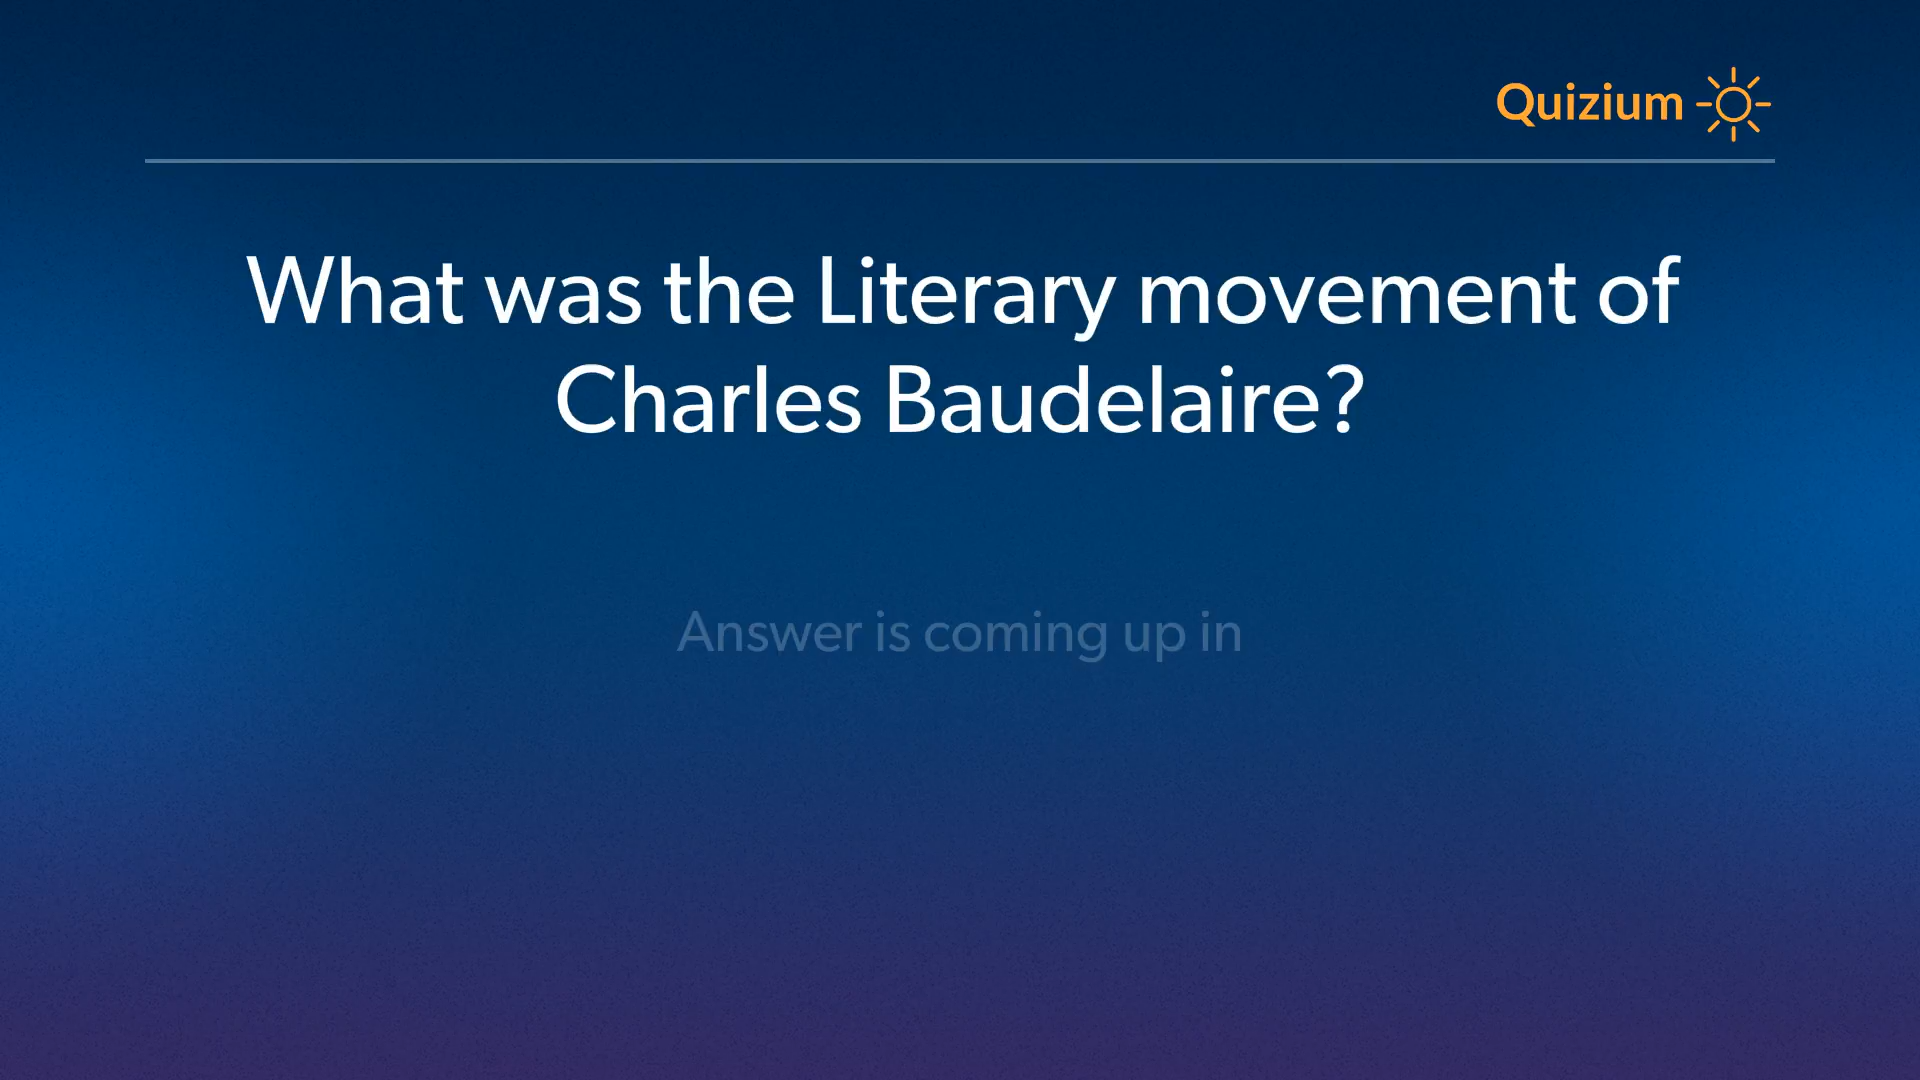 Quizium
What was the Literary movement of
Charles Baudelaire?
Answer is coming up in